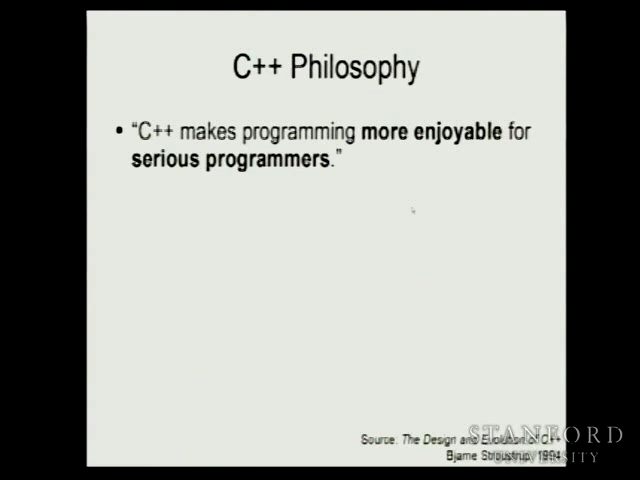 C++ Philosophy
• “C++ makes programming more enjoyable for
serious programmers.”
Source: The Design and Evolution of C++
Bjarne Stroustrup, 1994
STANFORD
UNIVERSITY